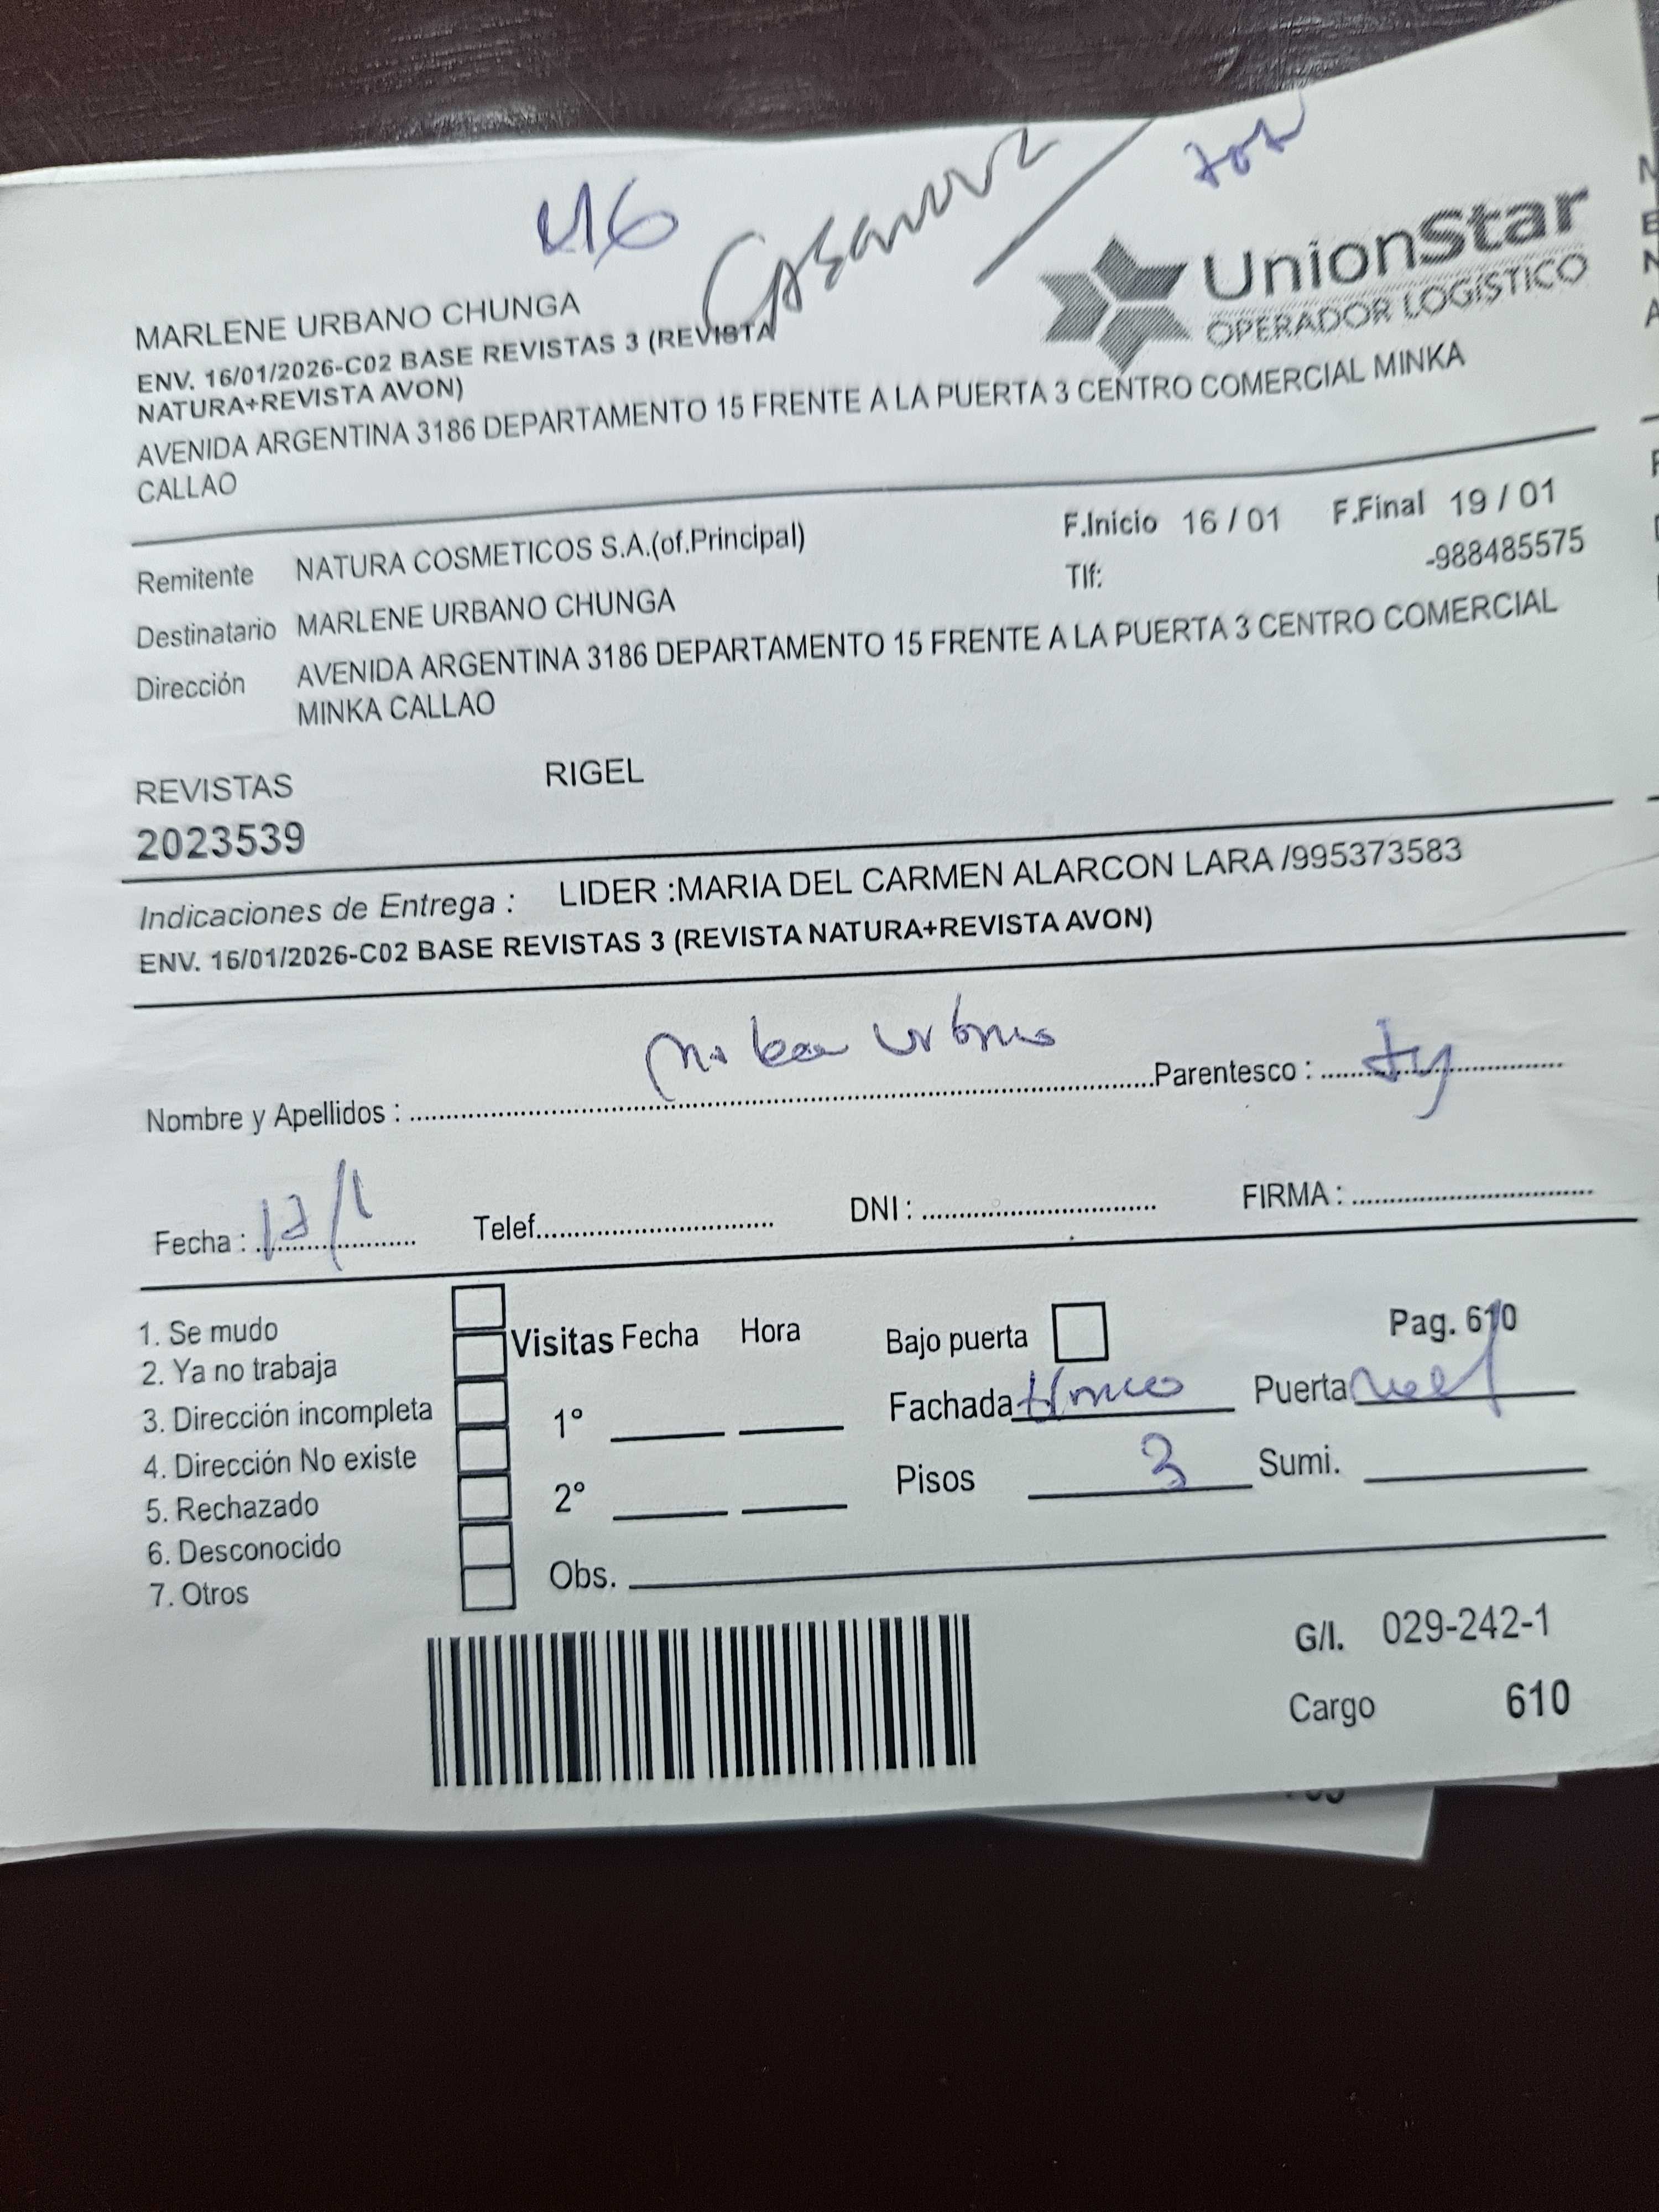 Casanova
UnionStar
OPERADOR LOGÍSTICO
MARLENE URBANO CHUNGA
ENV. 16/01/2026-C02 BASE REVISTAS 3 (REVISTA
NATURA+REVISTA AVON)
AVENIDA ARGENTINA 3186 DEPARTAMENTO 15 FRENTE A LA PUERTA 3 CENTRO COMERCIAL MINKA
CALLAO
Remitente NATURA COSMETICOS S.A.(of.Principal) F.Inicio 16 / 01 F.Final 19 / 01
Destinatario MARLENE URBANO CHUNGA Tlf: -988485575
Dirección AVENIDA ARGENTINA 3186 DEPARTAMENTO 15 FRENTE A LA PUERTA 3 CENTRO COMERCIAL
MINKA CALLAO
REVISTAS RIGEL
2023539
Indicaciones de Entrega : LIDER :MARIA DEL CARMEN ALARCON LARA /995373583
ENV. 16/01/2026-C02 BASE REVISTAS 3 (REVISTA NATURA+REVISTA AVON)
Nombre y Apellidos : Urbano Parentesco :
Fecha : Telef. DNI : FIRMA :
1. Se mudo
2. Ya no trabaja
3. Dirección incompleta
4. Dirección No existe
5. Rechazado
6. Desconocido
7. Otros
Visitas Fecha Hora
1°
2°
Obs.
Bajo puerta Pag. 610
Fachada Blanco Puerta
Pisos 3 Sumi.
G/I. 029-242-1
Cargo 610